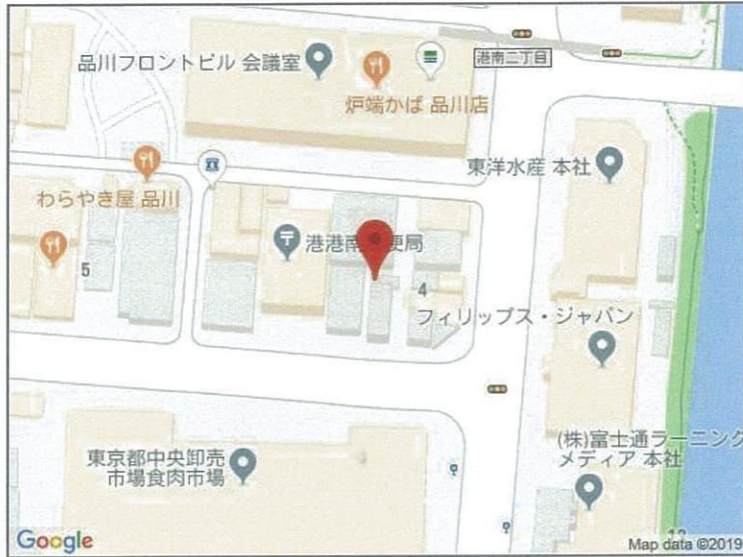 品川フロントビル 会議室
港南二丁目
炉端かば 品川店
東洋水産 本社
わらやき屋 品川
港港南
便局
5
4
フィリップス・ジャパン
(株)富士通ラーニング
メディア 本社
東京都中央卸売
市場食肉市場
Google
Map data ©2019